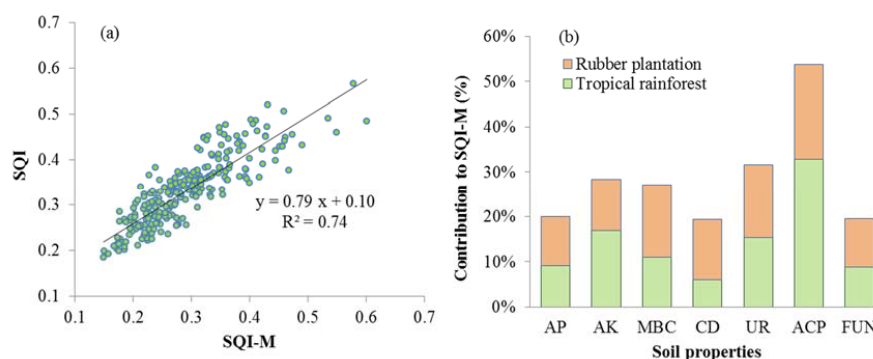 (a)
SQI
0.7
0.6
0.5
0.4
0.3
0.2
0.1
y = 0.79 x + 0.10
R² = 0.74
0.1 0.2 0.3 0.4 0.5 0.6 0.7
SQI-M
(b)
Contribution to SQI-M (%)
60%
50%
40%
30%
20%
10%
0%
Rubber plantation
Tropical rainforest
AP AK MBC CD UR ACP FUN
Soil properties